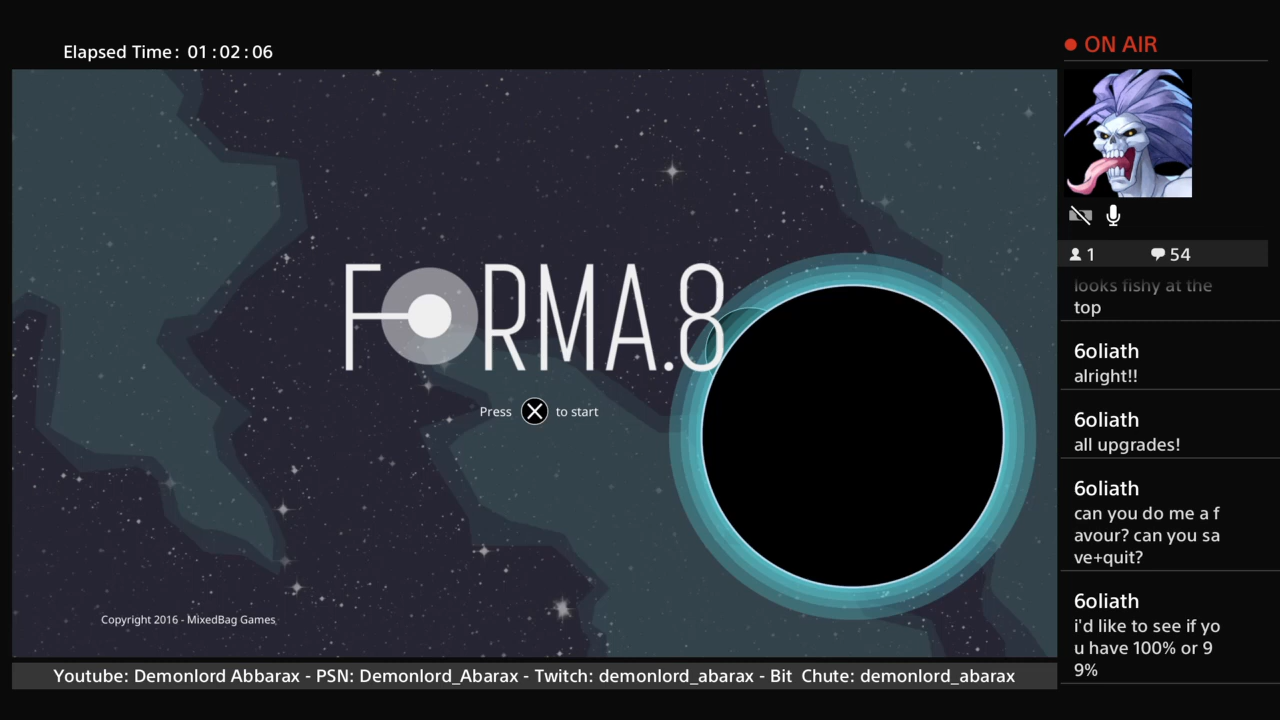 Elapsed Time: 01:02:06
ON AIR
1 54
looks fishy at the
top
6oliath
alright!!
6oliath
all upgrades!
6oliath
can you do me a f
avour? can you sa
ve+quit?
6oliath
i'd like to see if yo
u have 100% or 9
9%
FORMA.8
Press X to start
Copyright 2016 - MixedBag Games
Youtube: Demonlord Abbarax - PSN: Demonlord_Abarax - Twitch: demonlord_abarax - Bit Chute: demonlord_abarax